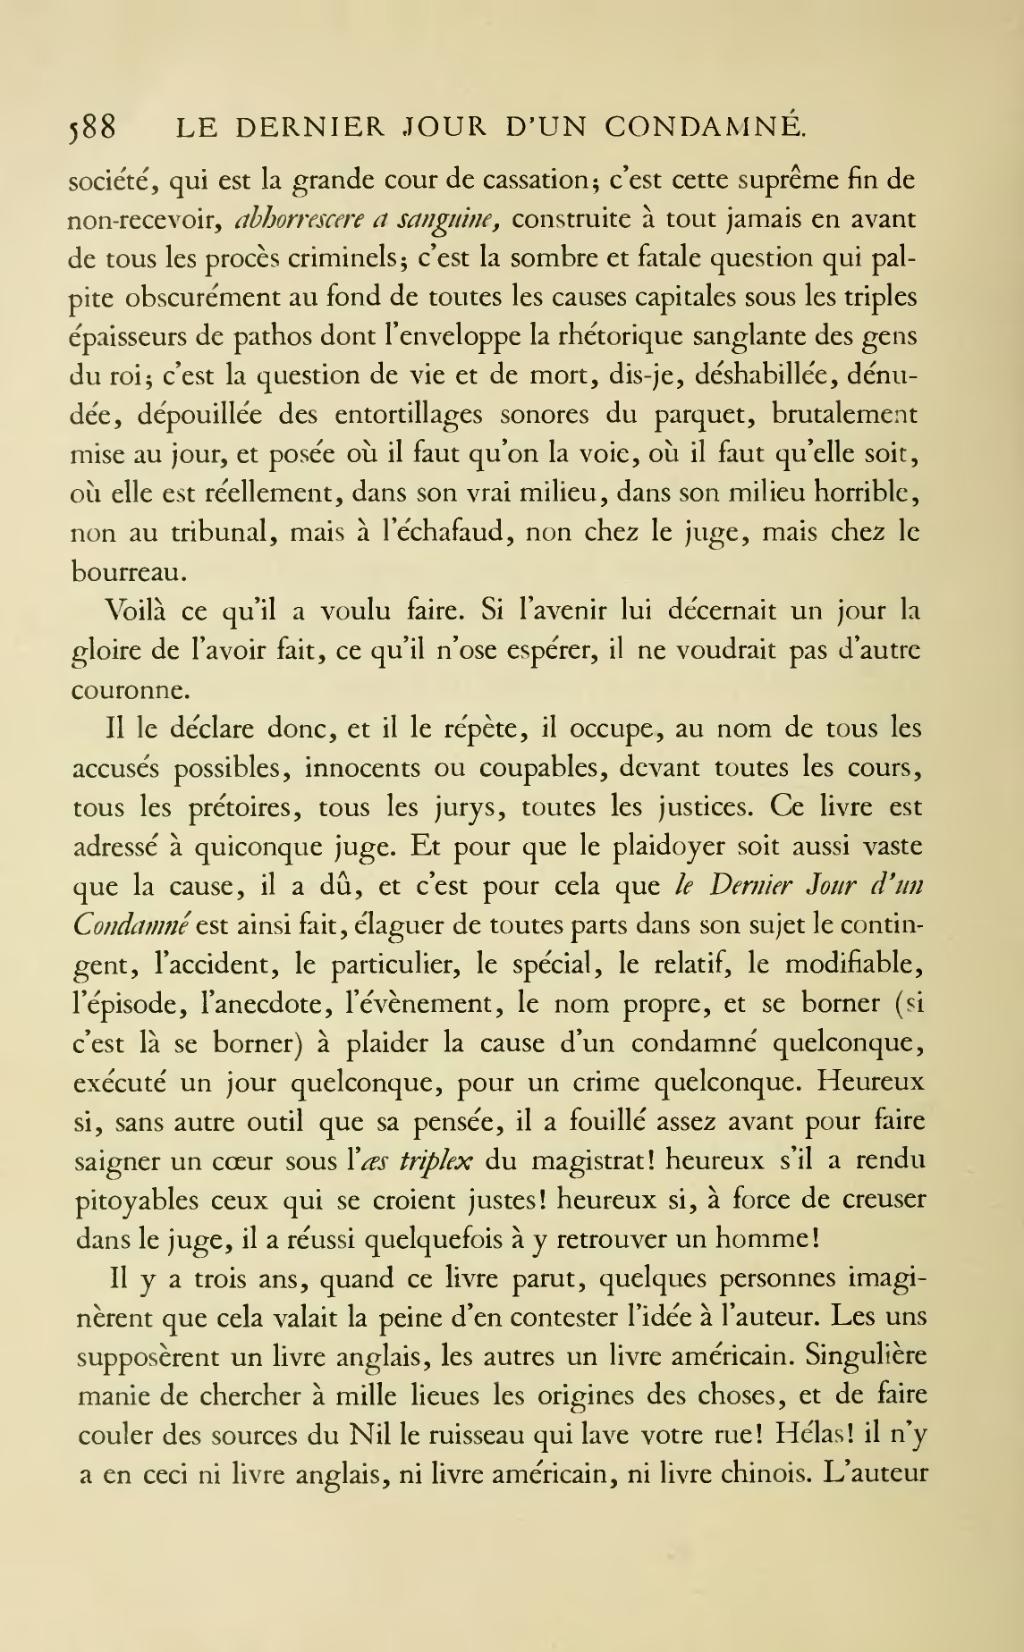 588 LE DERNIER JOUR D'UN CONDAMNÉ.
société, qui est la grande cour de cassation; c'est cette suprême fin de
non-recevoir, abhorrescere a sanguine, construite à tout jamais en avant
de tous les procès criminels; c'est la sombre et fatale question qui pal-
pite obscurément au fond de toutes les causes capitales sous les triples
épaisseurs de pathos dont l'enveloppe la rhétorique sanglante des gens
du roi; c'est la question de vie et de mort, dis-je, déshabillée, dénu-
dée, dépouillée des entortillages sonores du parquet, brutalement
mise au jour, et posée où il faut qu'on la voie, où il faut qu'elle soit,
où elle est réellement, dans son vrai milieu, dans son milieu horrible,
non au tribunal, mais à l'échafaud, non chez le juge, mais chez le
bourreau.
Voilà ce qu'il a voulu faire. Si l'avenir lui décernait un jour la
gloire de l'avoir fait, ce qu'il n'ose espérer, il ne voudrait pas d'autre
couronne.
Il le déclare donc, et il le répète, il occupe, au nom de tous les
accusés possibles, innocents ou coupables, devant toutes les cours,
tous les prétoires, tous les jurys, toutes les justices. Ce livre est
adressé à quiconque juge. Et pour que le plaidoyer soit aussi vaste
que la cause, il a dû, et c'est pour cela que le Dernier Jour d'un
Condamné est ainsi fait, élaguer de toutes parts dans son sujet le contin-
gent, l'accident, le particulier, le spécial, le relatif, le modifiable,
l'épisode, l'anecdote, l'évènement, le nom propre, et se borner (si
c'est là se borner) à plaider la cause d'un condamné quelconque,
exécuté un jour quelconque, pour un crime quelconque. Heureux
si, sans autre outil que sa pensée, il a fouillé assez avant pour faire
saigner un cœur sous l'æs triplex du magistrat! heureux s'il a rendu
pitoyables ceux qui se croient justes! heureux si, à force de creuser
dans le juge, il a réussi quelquefois à y retrouver un homme!
Il y a trois ans, quand ce livre parut, quelques personnes imagi-
nèrent que cela valait la peine d'en contester l'idée à l'auteur. Les uns
supposèrent un livre anglais, les autres un livre américain. Singulière
manie de chercher à mille lieues les origines des choses, et de faire
couler des sources du Nil le ruisseau qui lave votre rue! Hélas! il n'y
a en ceci ni livre anglais, ni livre américain, ni livre chinois. L'auteur